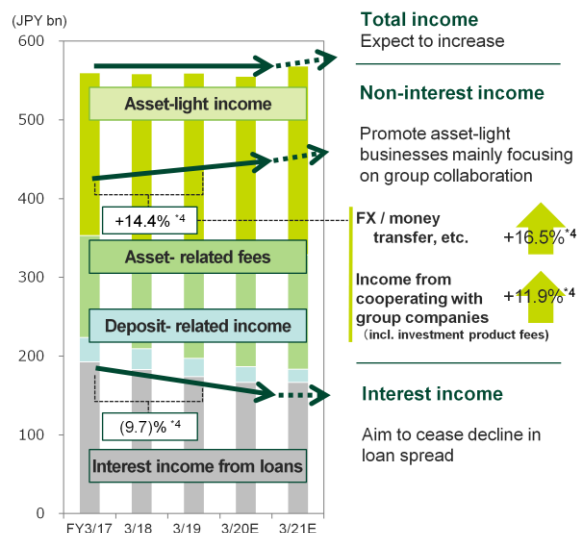 (JPY bn)
600
500
400
300
200
100
0
Asset-light income
+14.4% *4
Asset- related fees
Deposit- related income
(9.7)% *4
Interest income from loans
FY3/17 3/18 3/19 3/20E 3/21E
Total income
Expect to increase
Non-interest income
Promote asset-light
businesses mainly focusing
on group collaboration
FX / money
transfer, etc.
+16.5%*4
Income from
cooperating with
group companies
(incl. investment product fees)
+11.9%*4
Interest income
Aim to cease decline in
loan spread